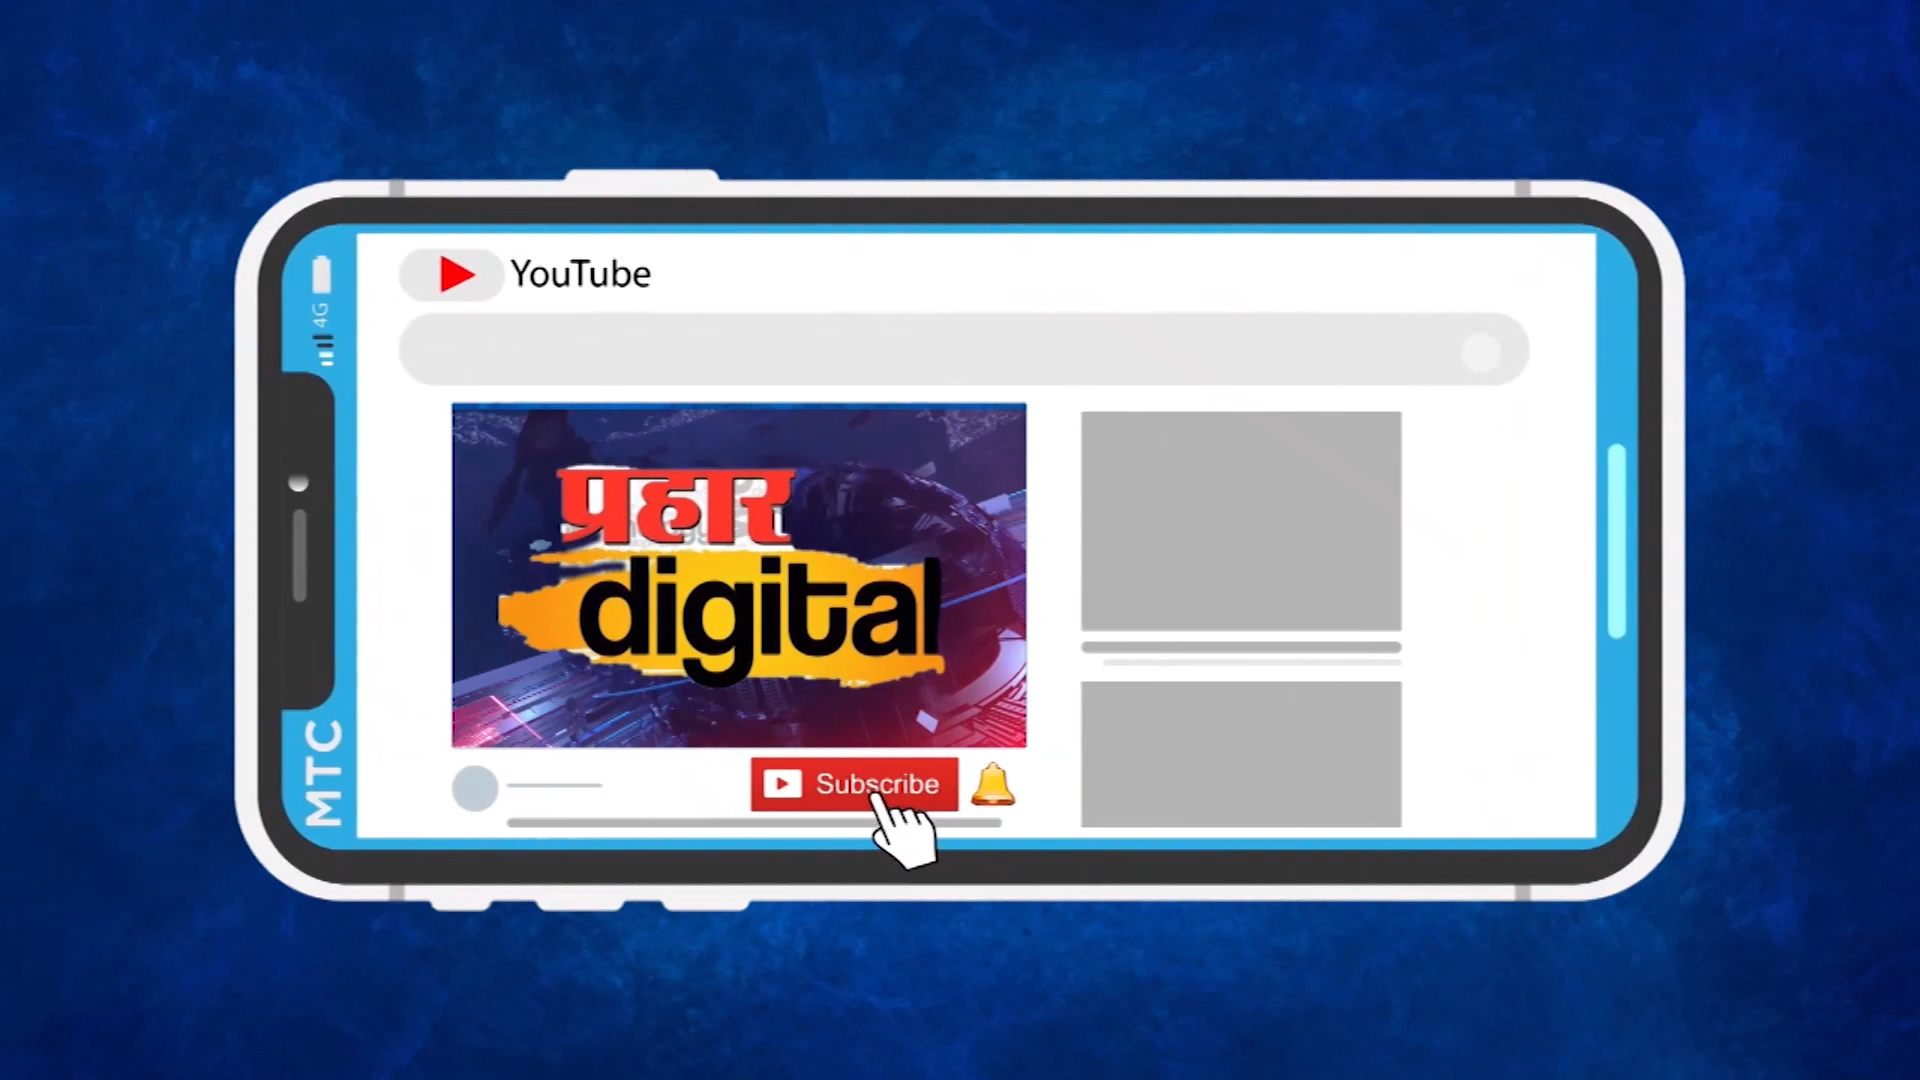 4G
MTC
YouTube
प्रहार
digital
Subscribe